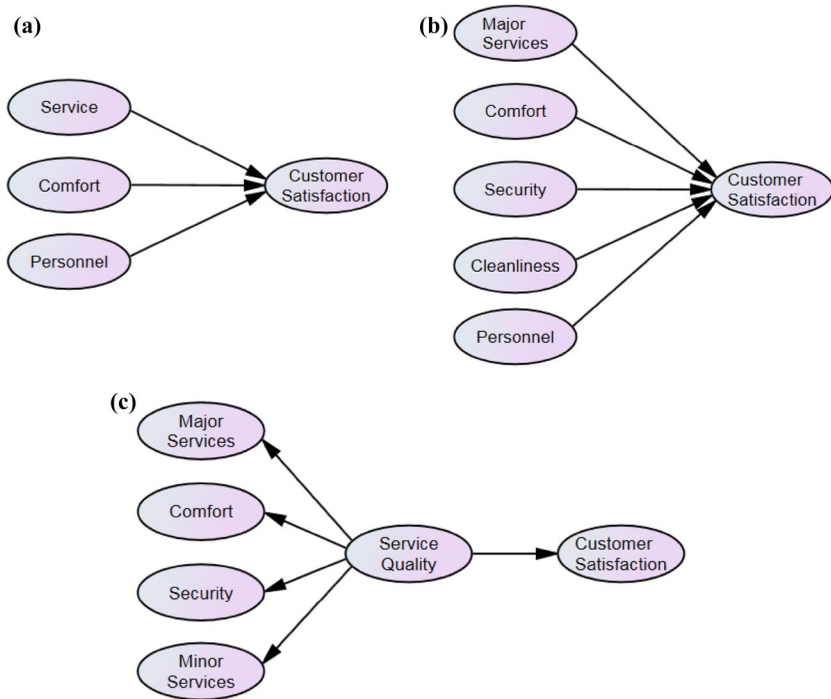 (a)
Service
Comfort
Personnel
Customer
Satisfaction
(b)
Major
Services
Comfort
Security
Cleanliness
Personnel
Customer
Satisfaction
(c)
Major
Services
Comfort
Security
Minor
Services
Service
Quality
Customer
Satisfaction